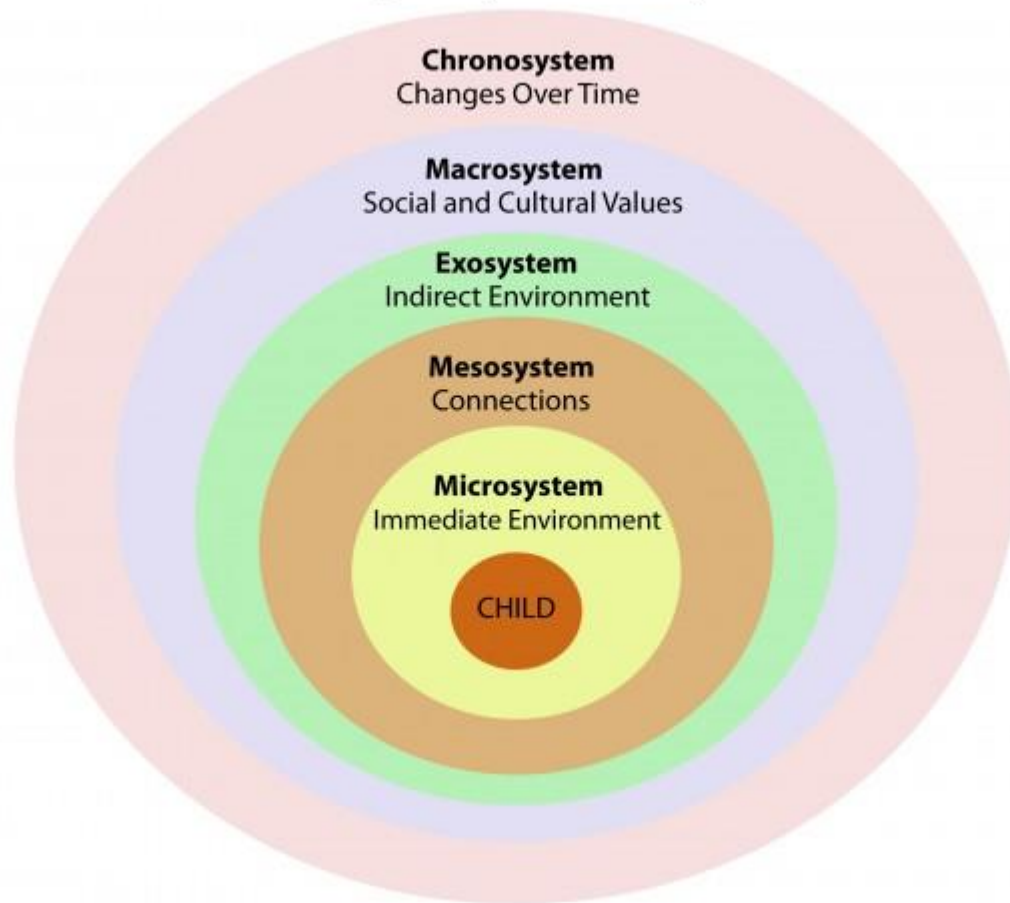 Chronosystem
Changes Over Time
Macrosystem
Social and Cultural Values
Exosystem
Indirect Environment
Mesosystem
Connections
Microsystem
Immediate Environment
CHILD